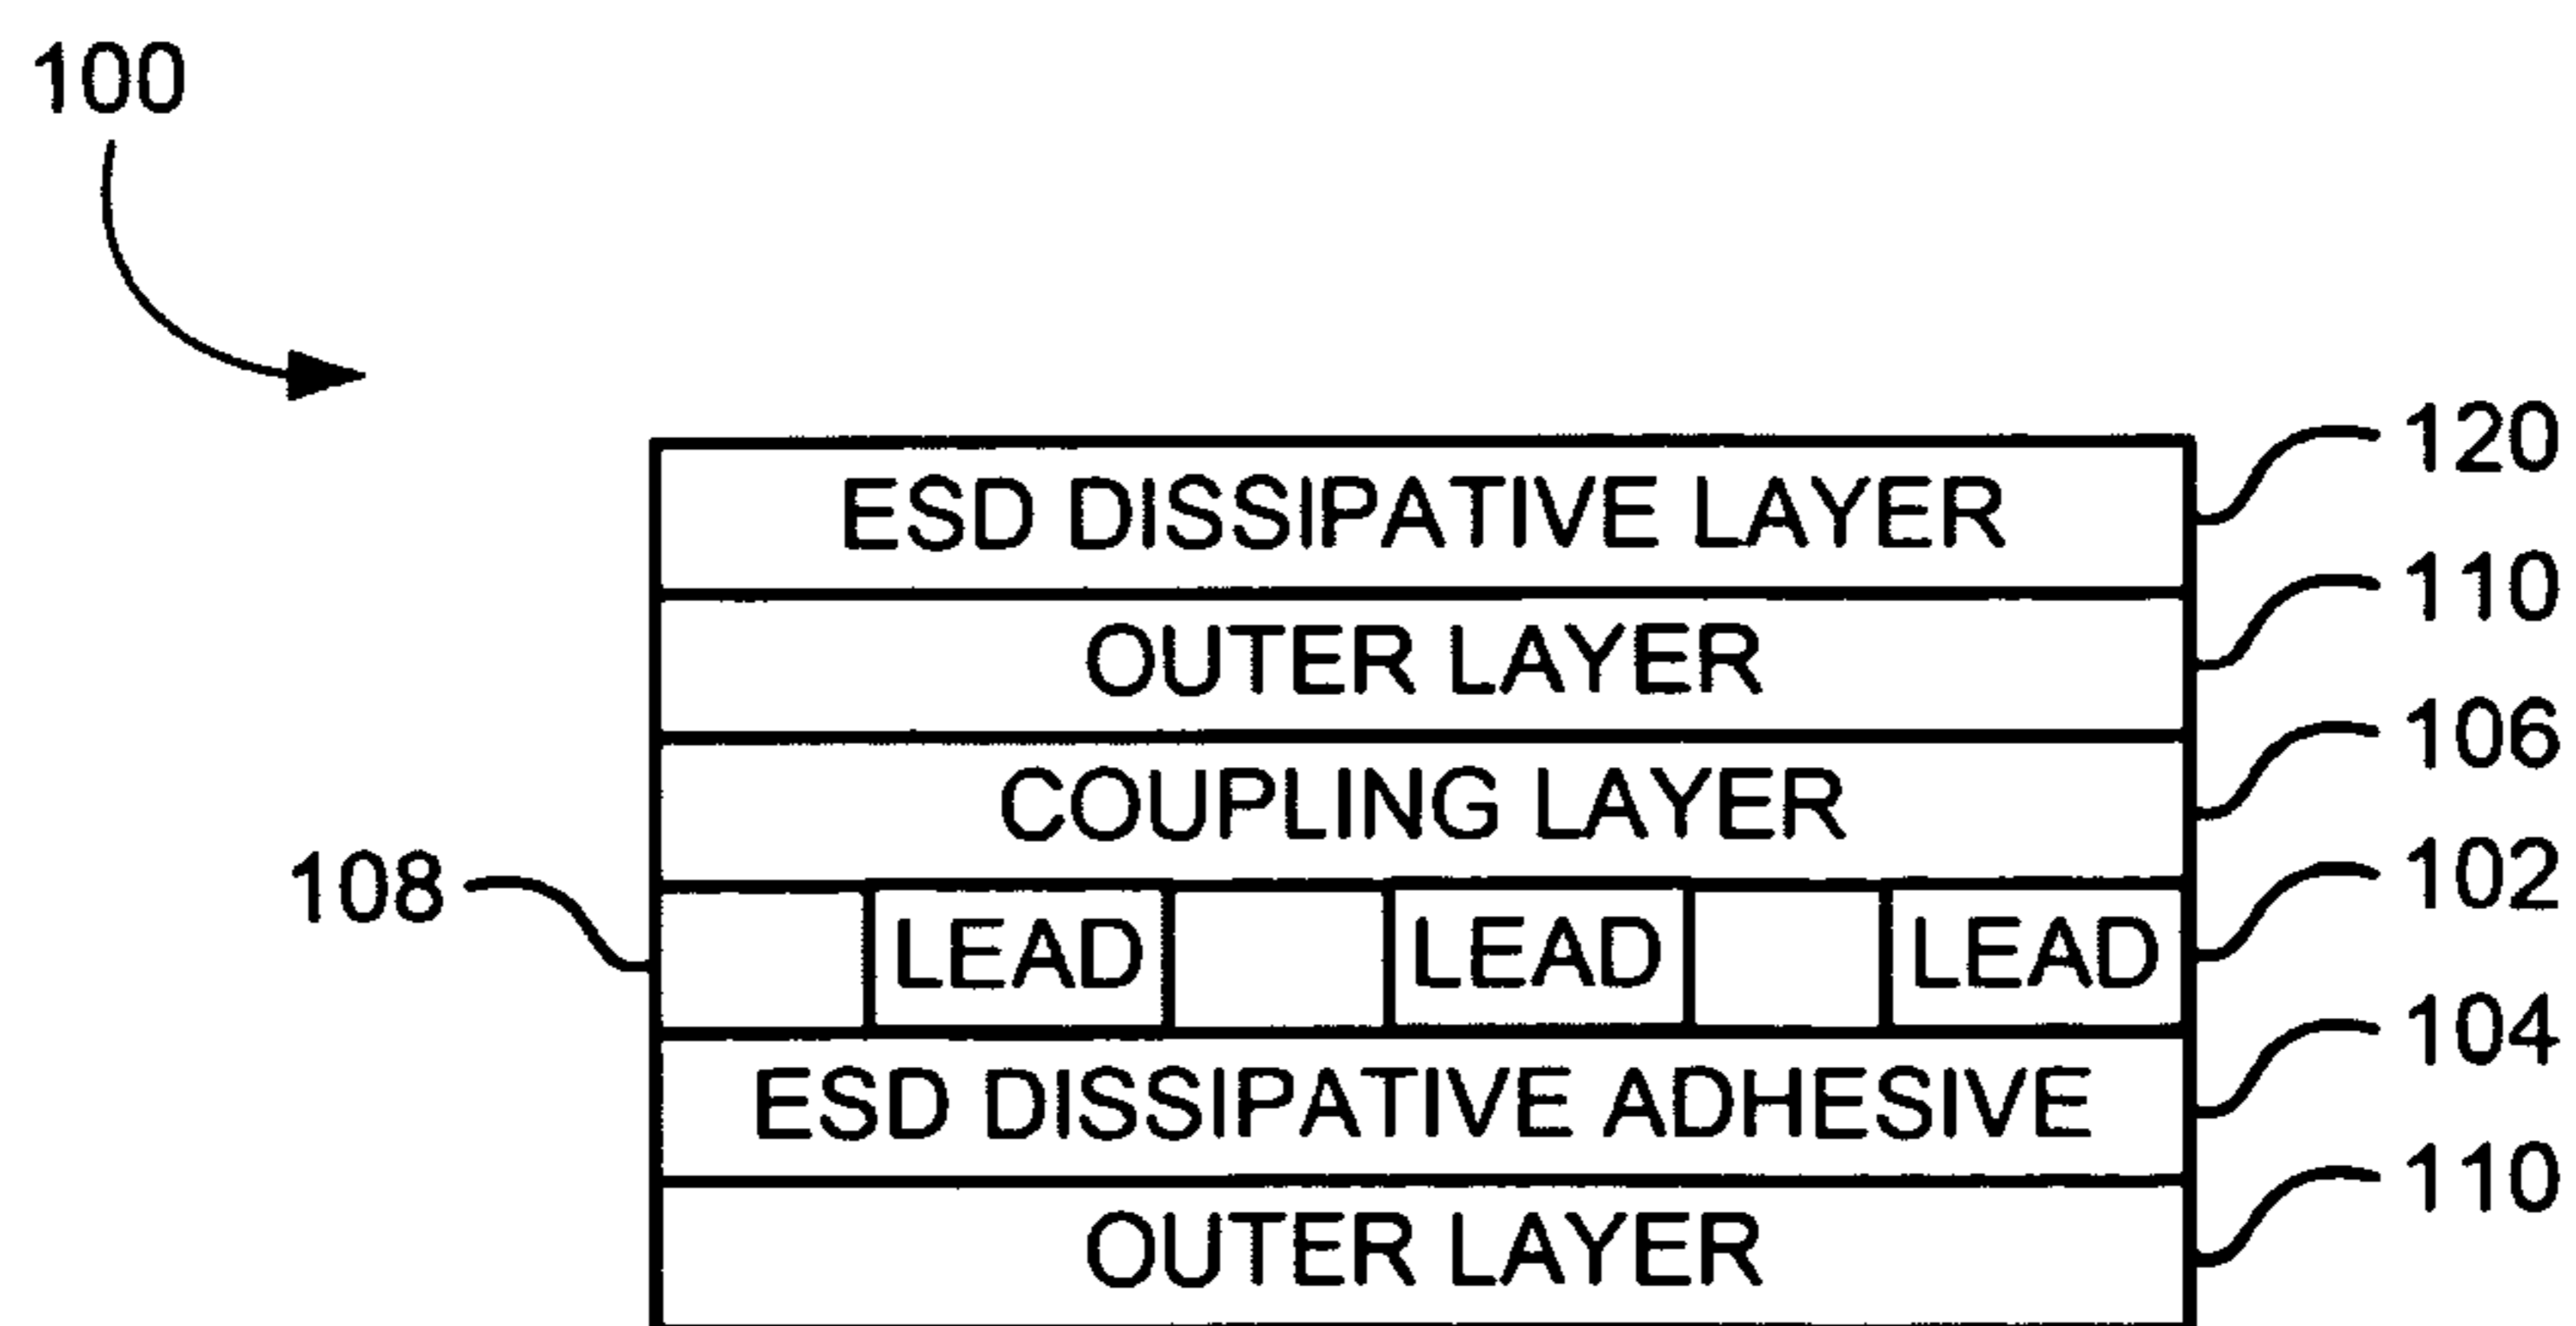 100
ESD DISSIPATIVE LAYER 120
OUTER LAYER 110
COUPLING LAYER 106
108 LEAD LEAD LEAD 102
ESD DISSIPATIVE ADHESIVE 104
OUTER LAYER 110